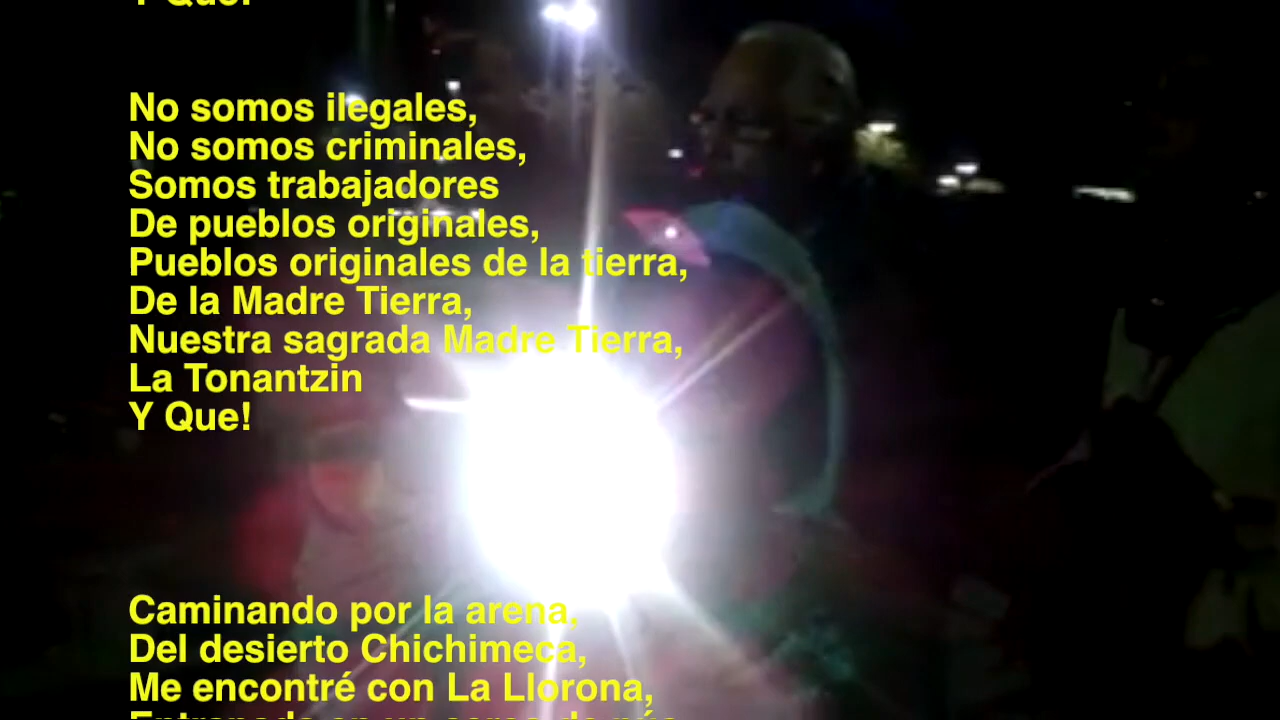 Y Que!
No somos ilegales,
No somos criminales,
Somos trabajadores
De pueblos originales,
Pueblos originales de la tierra,
De la Madre Tierra,
Nuestra sagrada Madre Tierra,
La Tonantzin
Y Que!
Caminando por la arena,
Del desierto Chichimeca,
Me encontré con La Llorona,